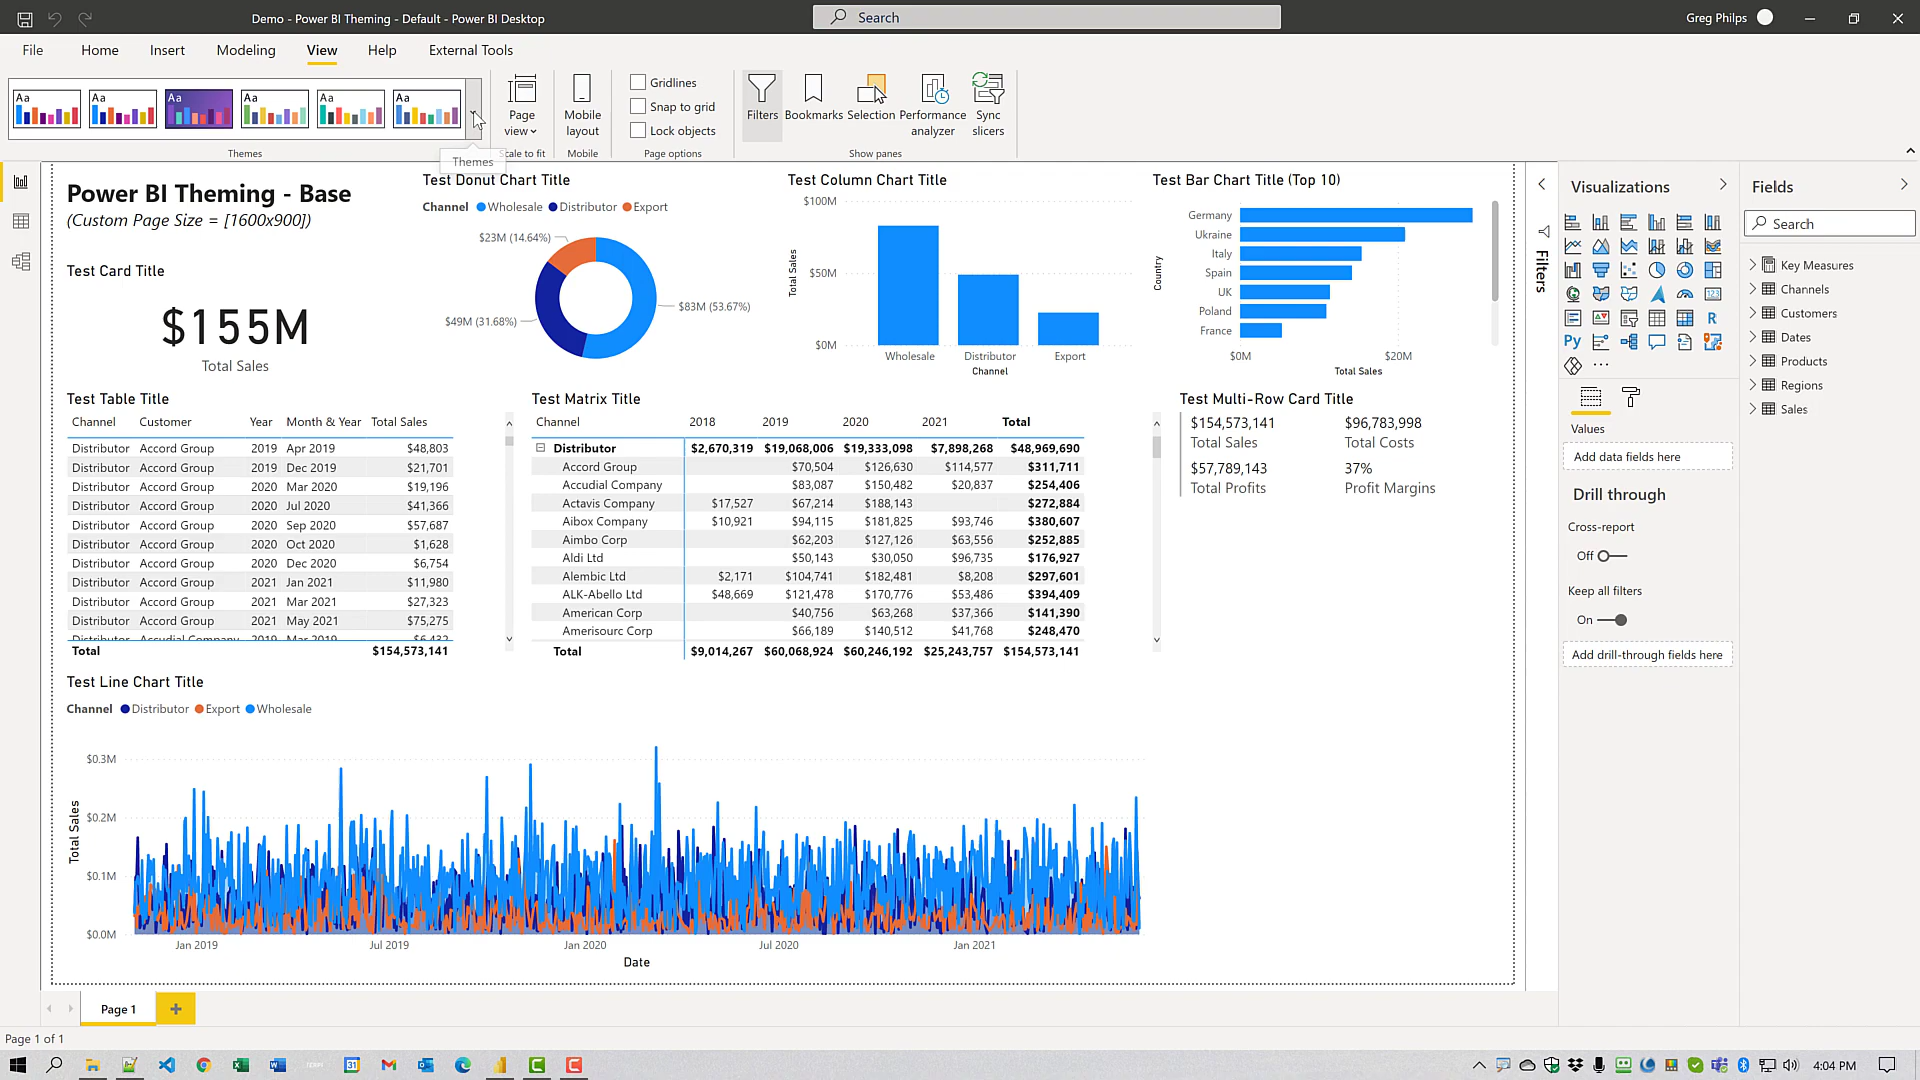 Demo - Power BI Theming - Default - Power BI Desktop
Search
Greg Philps
File Home Insert Modeling View Help External Tools
Aa Aa Aa Aa Aa Aa
Page view
Mobile layout
Gridlines
Snap to grid
Lock objects
Filters
Bookmarks
Selection
Performance analyzer
Sync slicers
Themes
Scale to fit
Mobile
Page options
Show panes
Themes
Power BI Theming - Base
(Custom Page Size = [1600x900])
Test Card Title
$155M
Total Sales
Test Donut Chart Title
Channel Wholesale Distributor Export
$23M (14.64%)
$49M (31.68%)
$83M (53.67%)
Test Column Chart Title
$100M
$50M
$0M
Total Sales
Wholesale Distributor Export
Channel
Test Bar Chart Title (Top 10)
Country
Germany
Ukraine
Italy
Spain
UK
Poland
France
$0M $20M
Total Sales
Test Table Title
Channel Customer Year Month & Year Total Sales
Distributor Accord Group 2019 Apr 2019 $48,803
Distributor Accord Group 2019 Dec 2019 $21,701
Distributor Accord Group 2020 Mar 2020 $19,196
Distributor Accord Group 2020 Jul 2020 $41,366
Distributor Accord Group 2020 Sep 2020 $57,687
Distributor Accord Group 2020 Oct 2020 $1,628
Distributor Accord Group 2020 Dec 2020 $6,754
Distributor Accord Group 2021 Jan 2021 $11,980
Distributor Accord Group 2021 Mar 2021 $27,323
Distributor Accord Group 2021 May 2021 $75,275
Distributor Accudial Company 2019 Mar 2019 $6,432
Total $154,573,141
Test Matrix Title
Channel 2018 2019 2020 2021 Total
Distributor $2,670,319 $19,068,006 $19,333,098 $7,898,268 $48,969,690
Accord Group $70,504 $126,630 $114,577 $311,711
Accudial Company $83,087 $150,482 $20,837 $254,406
Actavis Company $17,527 $67,214 $188,143 $272,884
Aibox Company $10,921 $94,115 $181,825 $93,746 $380,607
Aimbo Corp $62,203 $127,126 $63,556 $252,885
Aldi Ltd $50,143 $30,050 $96,735 $176,927
Alembic Ltd $2,171 $104,741 $182,481 $8,208 $297,601
ALK-Abello Ltd $48,669 $121,478 $170,776 $53,486 $394,409
American Corp $40,756 $63,268 $37,366 $141,390
Amerisourc Corp $66,189 $140,512 $41,768 $248,470
Total $9,014,267 $60,068,924 $60,246,192 $25,243,757 $154,573,141
Test Multi-Row Card Title
$154,573,141 $96,783,998
Total Sales Total Costs
$57,789,143 37%
Total Profits Profit Margins
Test Line Chart Title
Channel Distributor Export Wholesale
$0.3M
$0.2M
$0.1M
$0.0M
Total Sales
Jan 2019 Jul 2019 Jan 2020 Jul 2020 Jan 2021
Date
Filters
Visualizations
R
Py
123
Values
Add data fields here
Drill through
Cross-report
Off
Keep all filters
On
Add drill-through fields here
Fields
Search
Key Measures
Channels
Customers
Dates
Products
Regions
Sales
Page 1
Page 1 of 1
31
4:04 PM